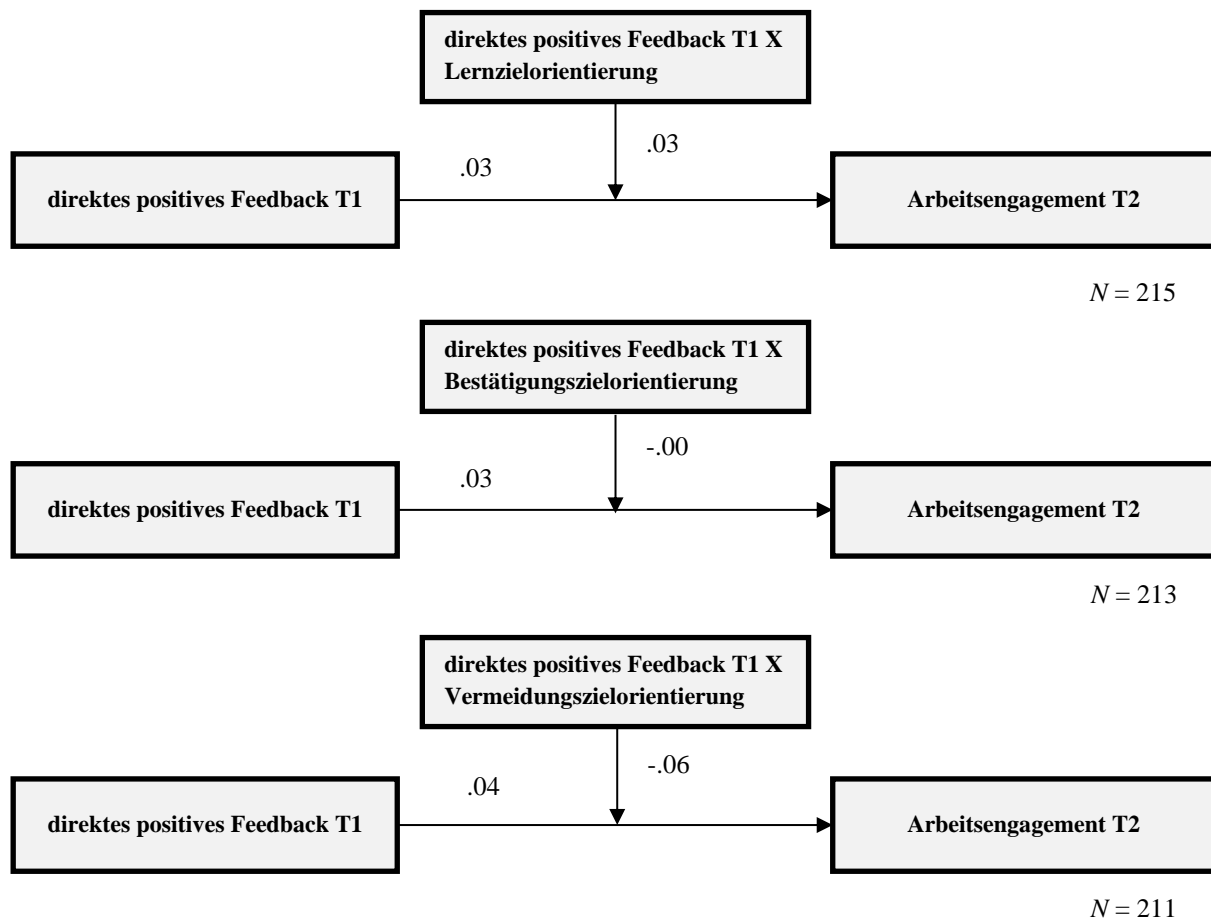 direktes positives Feedback T1 X
Lernzielorientierung
.03
.03
direktes positives Feedback T1
Arbeitsengagement T2
N = 215
direktes positives Feedback T1 X
Bestätigungszielorientierung
-.00
.03
direktes positives Feedback T1
Arbeitsengagement T2
N = 213
direktes positives Feedback T1 X
Vermeidungszielorientierung
-.06
.04
direktes positives Feedback T1
Arbeitsengagement T2
N = 211